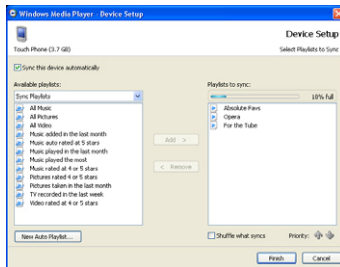 Windows Media Player - Device Setup
Device Setup
Touch Phone (3.7 GB)
Select Playlists to Sync
Sync this device automatically
Available playlists:
Playlists to sync:
Sync Playlists
10% full
All Music
All Pictures
All Video
Music added in the last month
Music auto rated at 5 stars
Music played in the last month
Music played the most
Music rated at 4 or 5 stars
Pictures rated 4 or 5 stars
Pictures taken in the last month
TV recorded in the last week
Video rated at 4 or 5 stars
Add >
< Remove
Absolute Favs
Opera
For the Tube
New Auto Playlist...
Shuffle what syncs
Priority:
Finish
Cancel